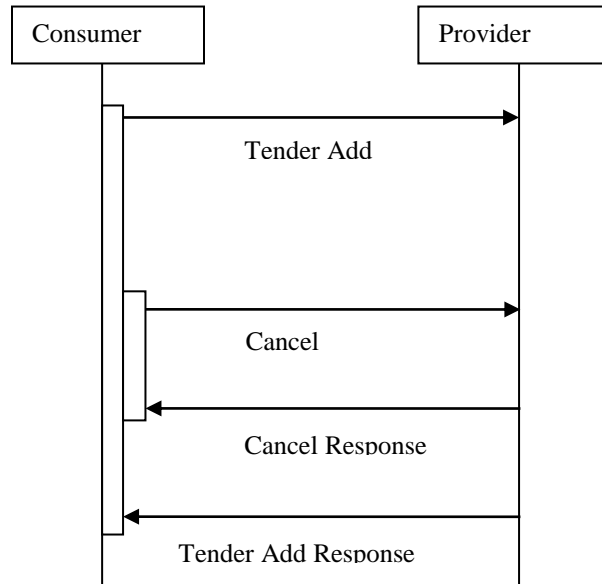 Consumer
Provider
Tender Add
Cancel
Cancel Response
Tender Add Response